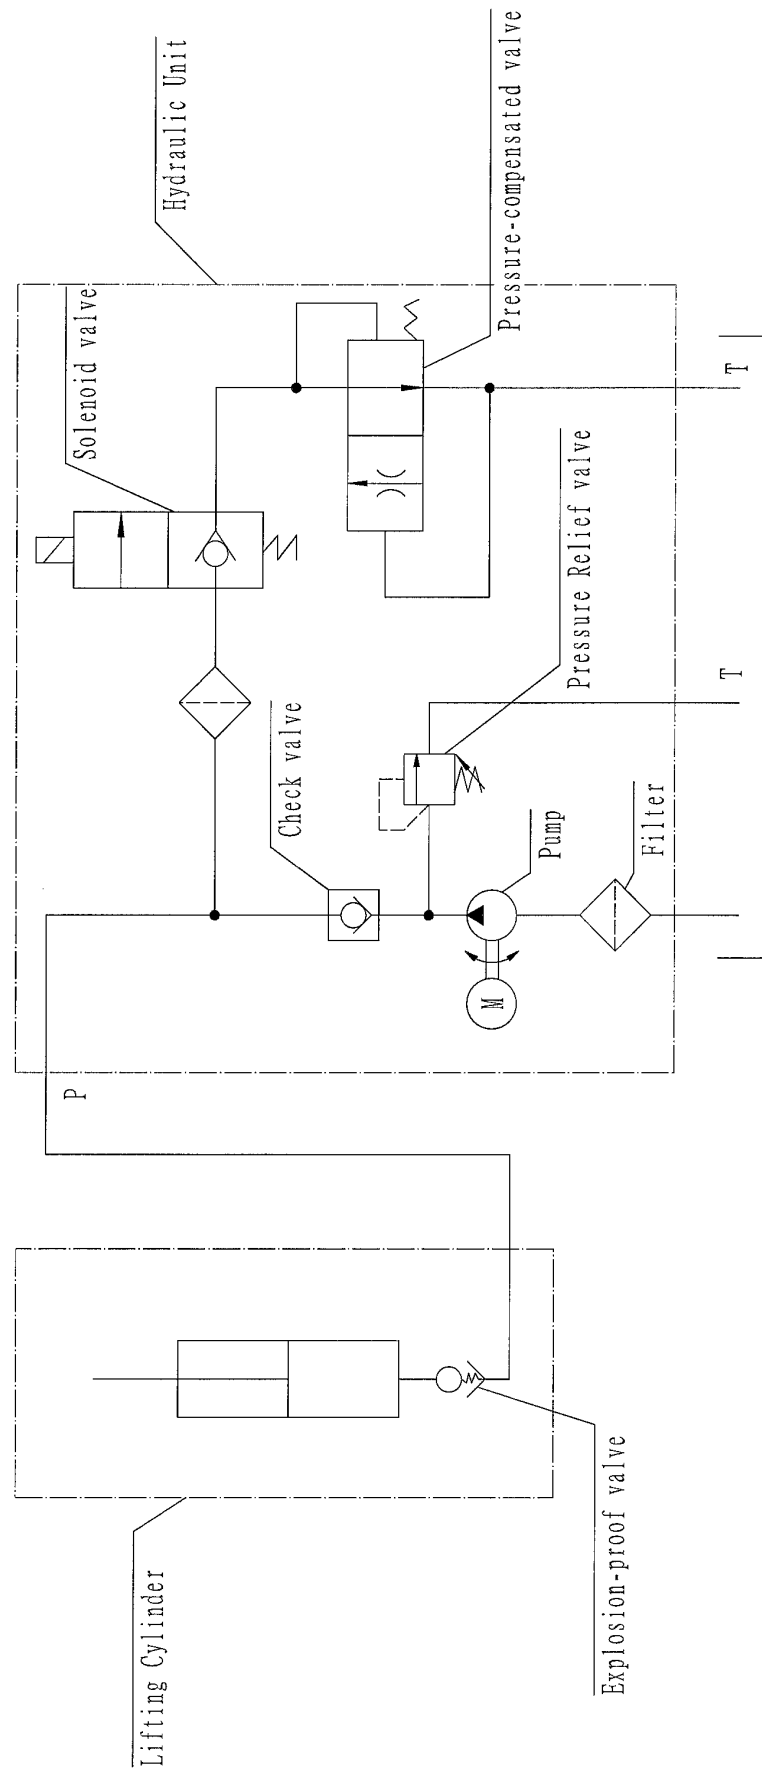 Hydraulic Unit
Pressure-compensated valve
Solenoid valve
T
Pressure Relief valve
T
Check valve
Pump
Filter
M
P
Explosion-proof valve
Lifting Cylinder